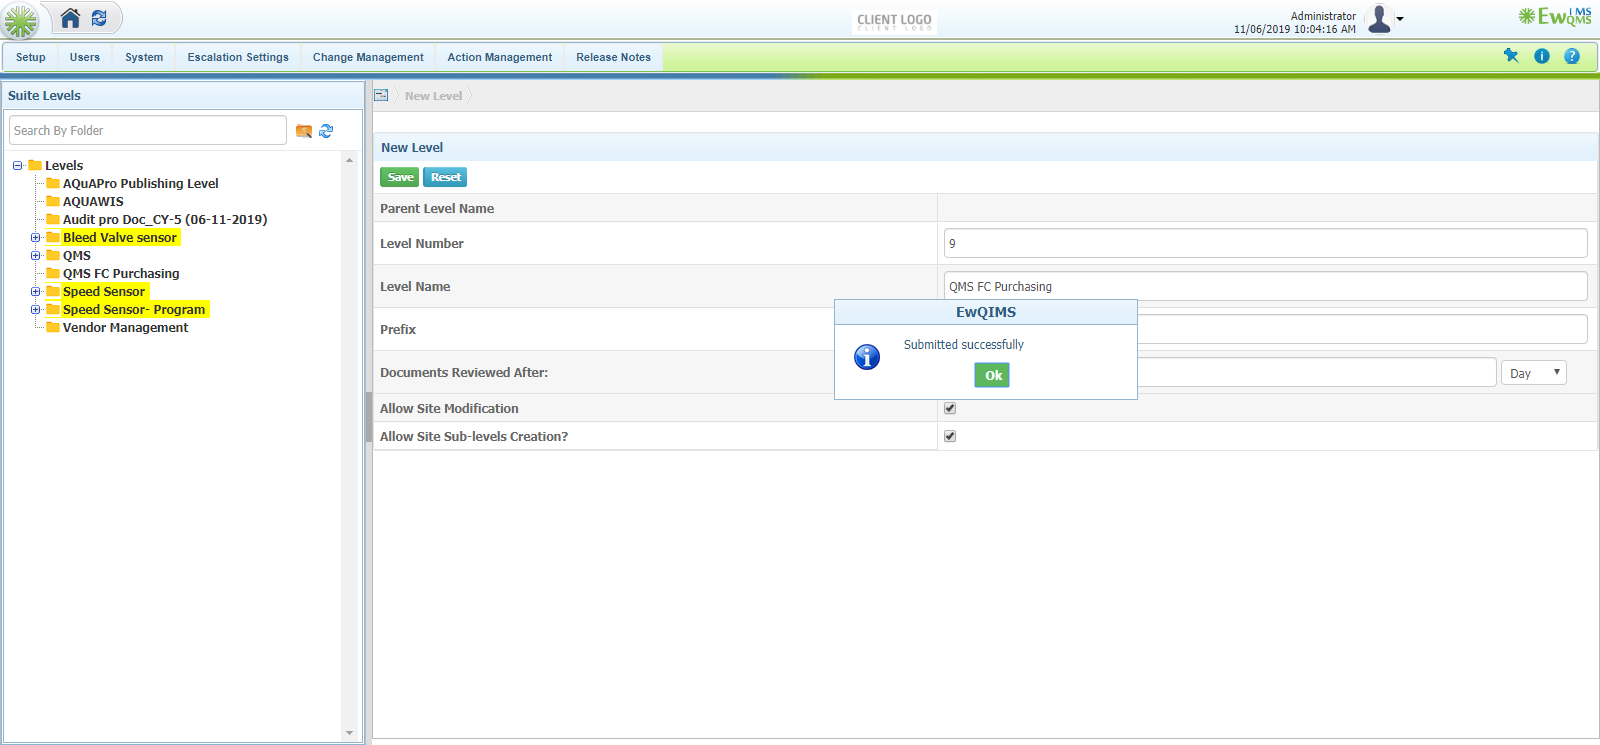 CLIENT LOGO
CLIENT LOGO
Administrator
11/06/2019 10:04:16 AM
EwQIMS
QMS
Setup
Users
System
Escalation Settings
Change Management
Action Management
Release Notes
Suite Levels
Search By Folder
Levels
AQuAPro Publishing Level
AQUAWIS
Audit pro Doc_CY-5 (06-11-2019)
Bleed Valve sensor
QMS
QMS FC Purchasing
Speed Sensor
Speed Sensor- Program
Vendor Management
New Level
New Level
Save
Reset
Parent Level Name
Level Number
9
Level Name
QMS FC Purchasing
Prefix
Documents Reviewed After:
Day
Allow Site Modification
Allow Site Sub-levels Creation?
EwQIMS
Submitted successfully
Ok